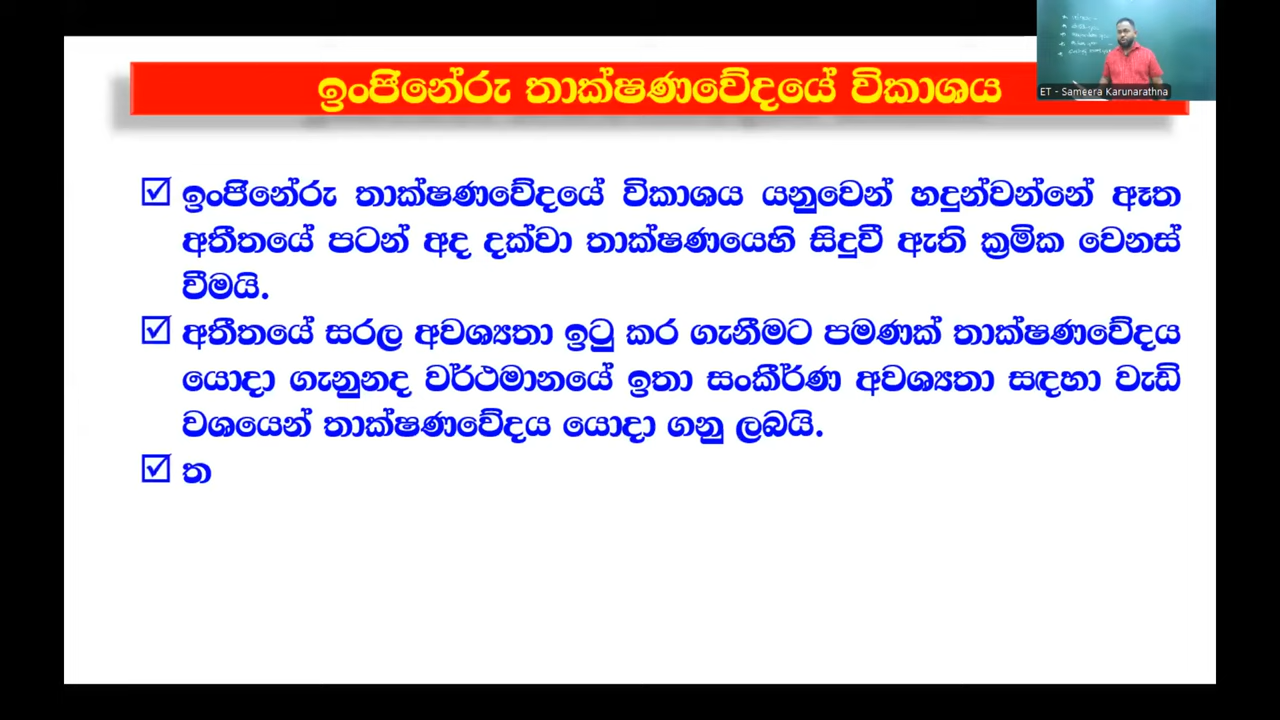 ඉංජිනේරු තාක්ෂණවේදයේ විකාශය
ET - Sameera Karunarathna
ඉංජිනේරු තාක්ෂණවේදයේ විකාශය යනුවෙන් හදුන්වන්නේ ඈත
අතීතයේ පටන් අද දක්වා තාක්ෂණයෙහි සිදුවී ඇති ක්‍රමික වෙනස්
වීමයි.
අතීතයේ සරල අවශ්‍යතා ඉටු කර ගැනීමට පමණක් තාක්ෂණවේදය
යොදා ගැනුනද වර්ථමානයේ ඉතා සංකීර්ණ අවශ්‍යතා සඳහා වැඩි
වශයෙන් තාක්ෂණවේදය යොදා ගනු ලබයි.
ත